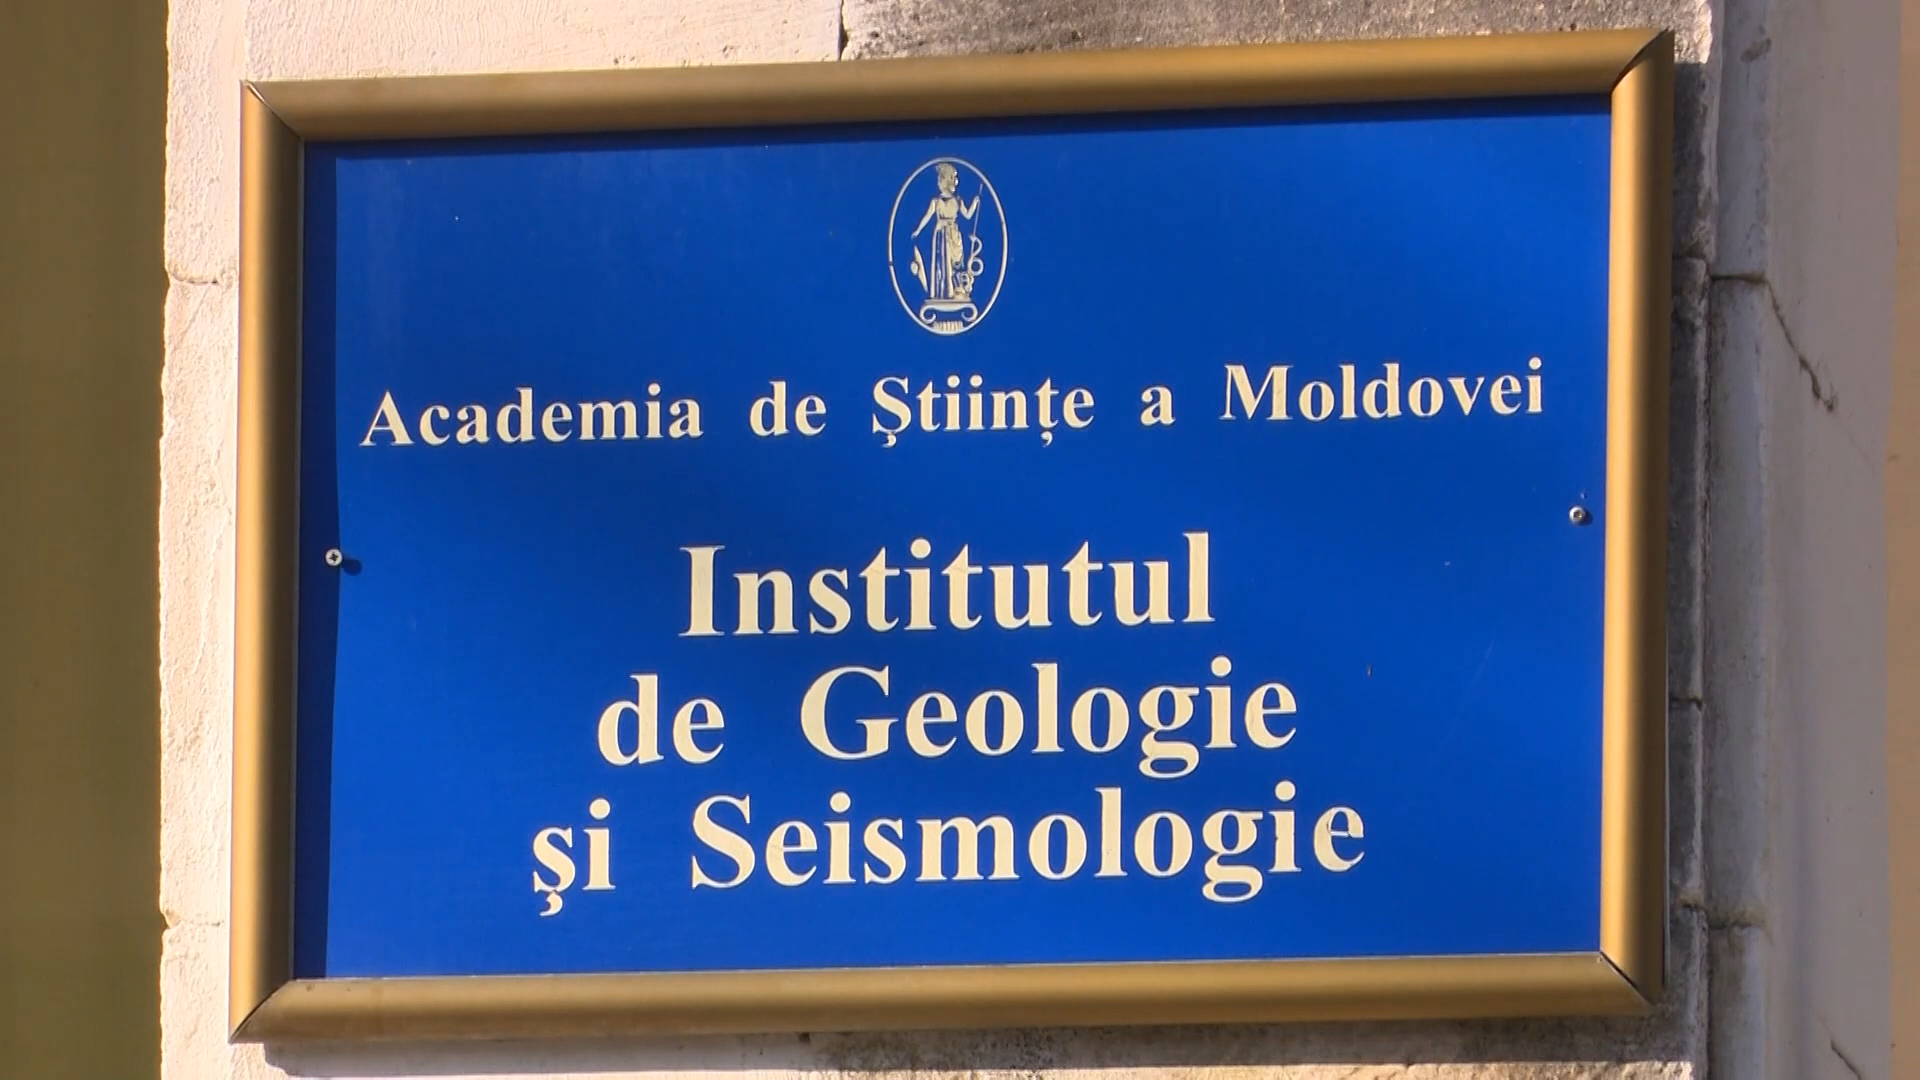 Academia de Ştiinţe a Moldovei
Institutul
de Geologie
şi Seismologie